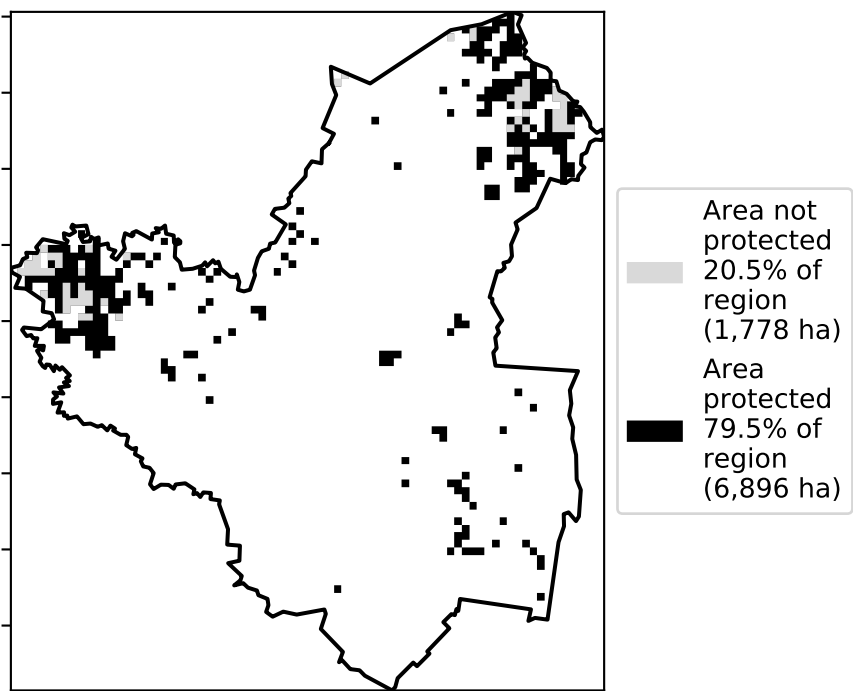 Area not
protected
20.5% of
region
(1,778 ha)
Area
protected
79.5% of
region
(6,896 ha)